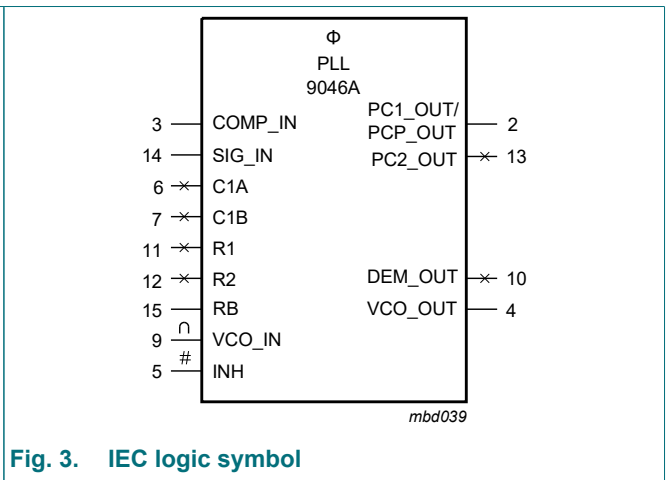 Φ
PLL
9046A
3 COMP_IN PC1_OUT/
PCP_OUT 2
14 SIG_IN PC2_OUT 13
6 C1A
7 C1B
11 R1
12 R2 DEM_OUT 10
15 RB VCO_OUT 4
9 ∩ VCO_IN
5 # INH
mbd039
Fig. 3. IEC logic symbol